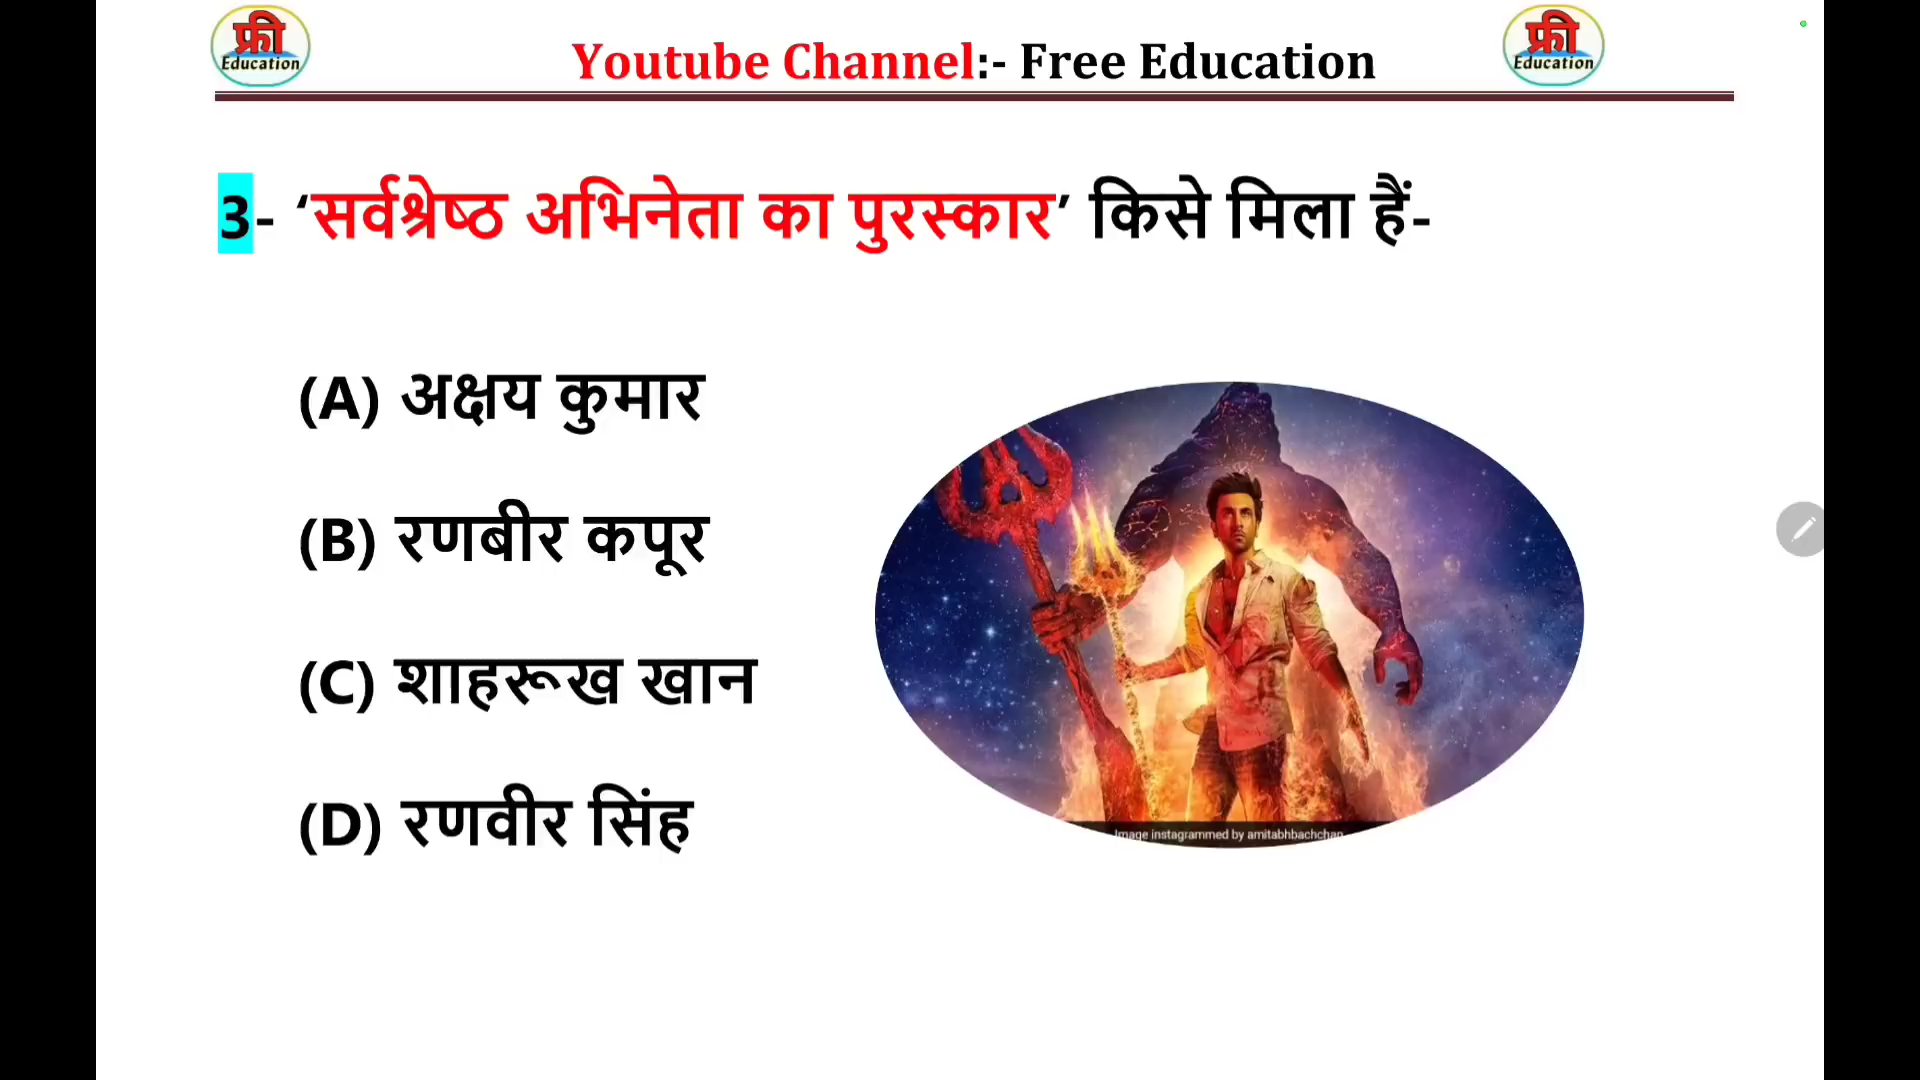 फ्री
Education
Youtube Channel:- Free Education
फ्री
Education
3- ‘सर्वश्रेष्ठ अभिनेता का पुरस्कार’ किसे मिला हैं-
(A) अक्षय कुमार
(B) रणबीर कपूर
(C) शाहरूख खान
(D) रणवीर सिंह
Image instagrammed by amitabhbachchan